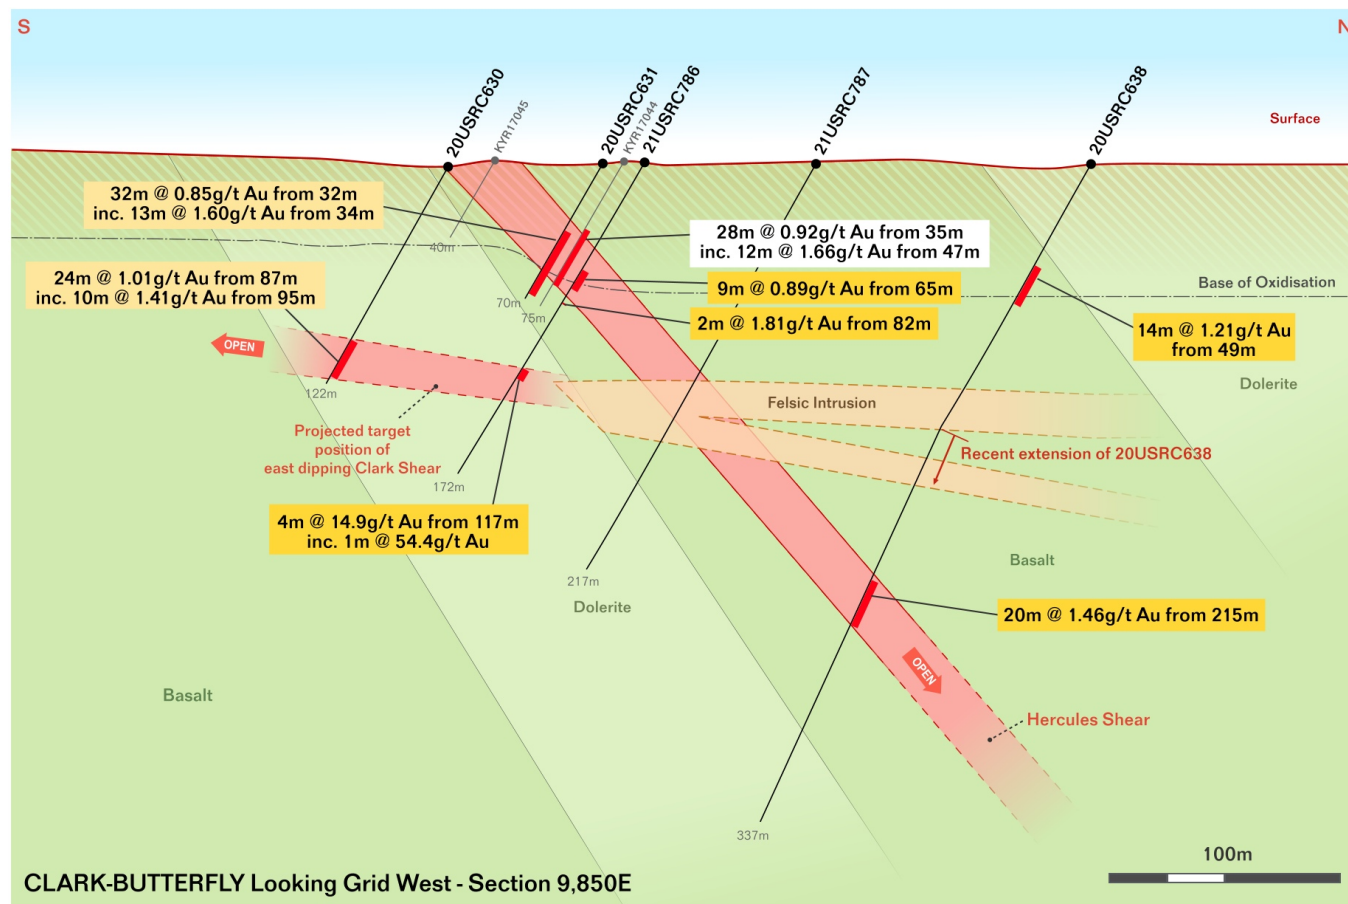 S
N
20USRC630
KYR17045
20USRC631
KYR17044
21USRC786
21USRC787
20USRC638
Surface
32m @ 0.85g/t Au from 32m
inc. 13m @ 1.60g/t Au from 34m
28m @ 0.92g/t Au from 35m
inc. 12m @ 1.66g/t Au from 47m
40m
24m @ 1.01g/t Au from 87m
inc. 10m @ 1.41g/t Au from 95m
9m @ 0.89g/t Au from 65m
Base of Oxidisation
70m
75m
2m @ 1.81g/t Au from 82m
14m @ 1.21g/t Au
from 49m
OPEN
122m
Dolerite
Felsic Intrusion
Projected target
position of
east dipping Clark Shear
Recent extension of 20USRC638
172m
4m @ 14.9g/t Au from 117m
inc. 1m @ 54.4g/t Au
Basalt
217m
Dolerite
20m @ 1.46g/t Au from 215m
OPEN
Basalt
Hercules Shear
337m
100m
CLARK-BUTTERFLY Looking Grid West - Section 9,850E